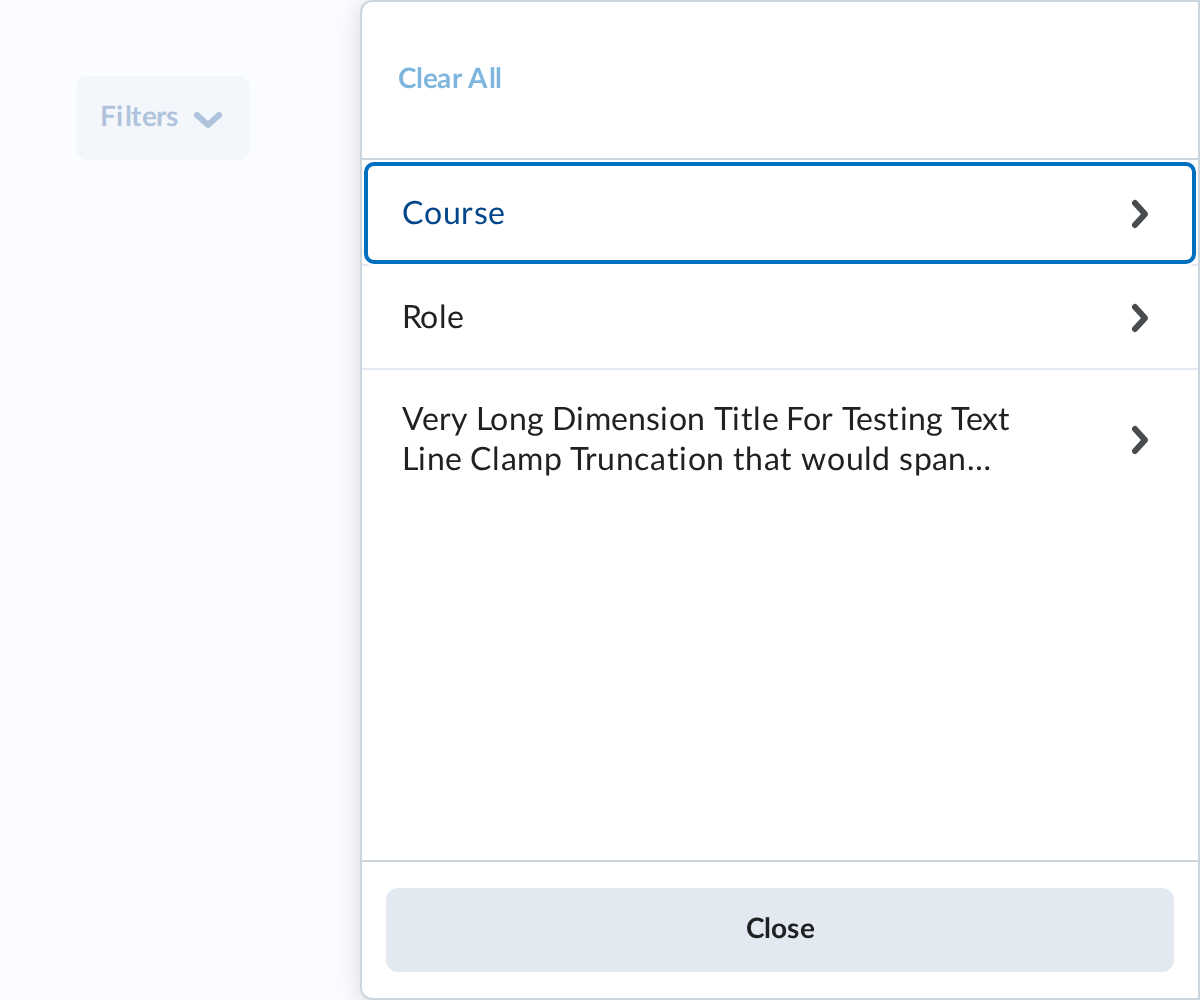 Filters
Clear All
Course
Role
Very Long Dimension Title For Testing Text
Line Clamp Truncation that would span...
Close